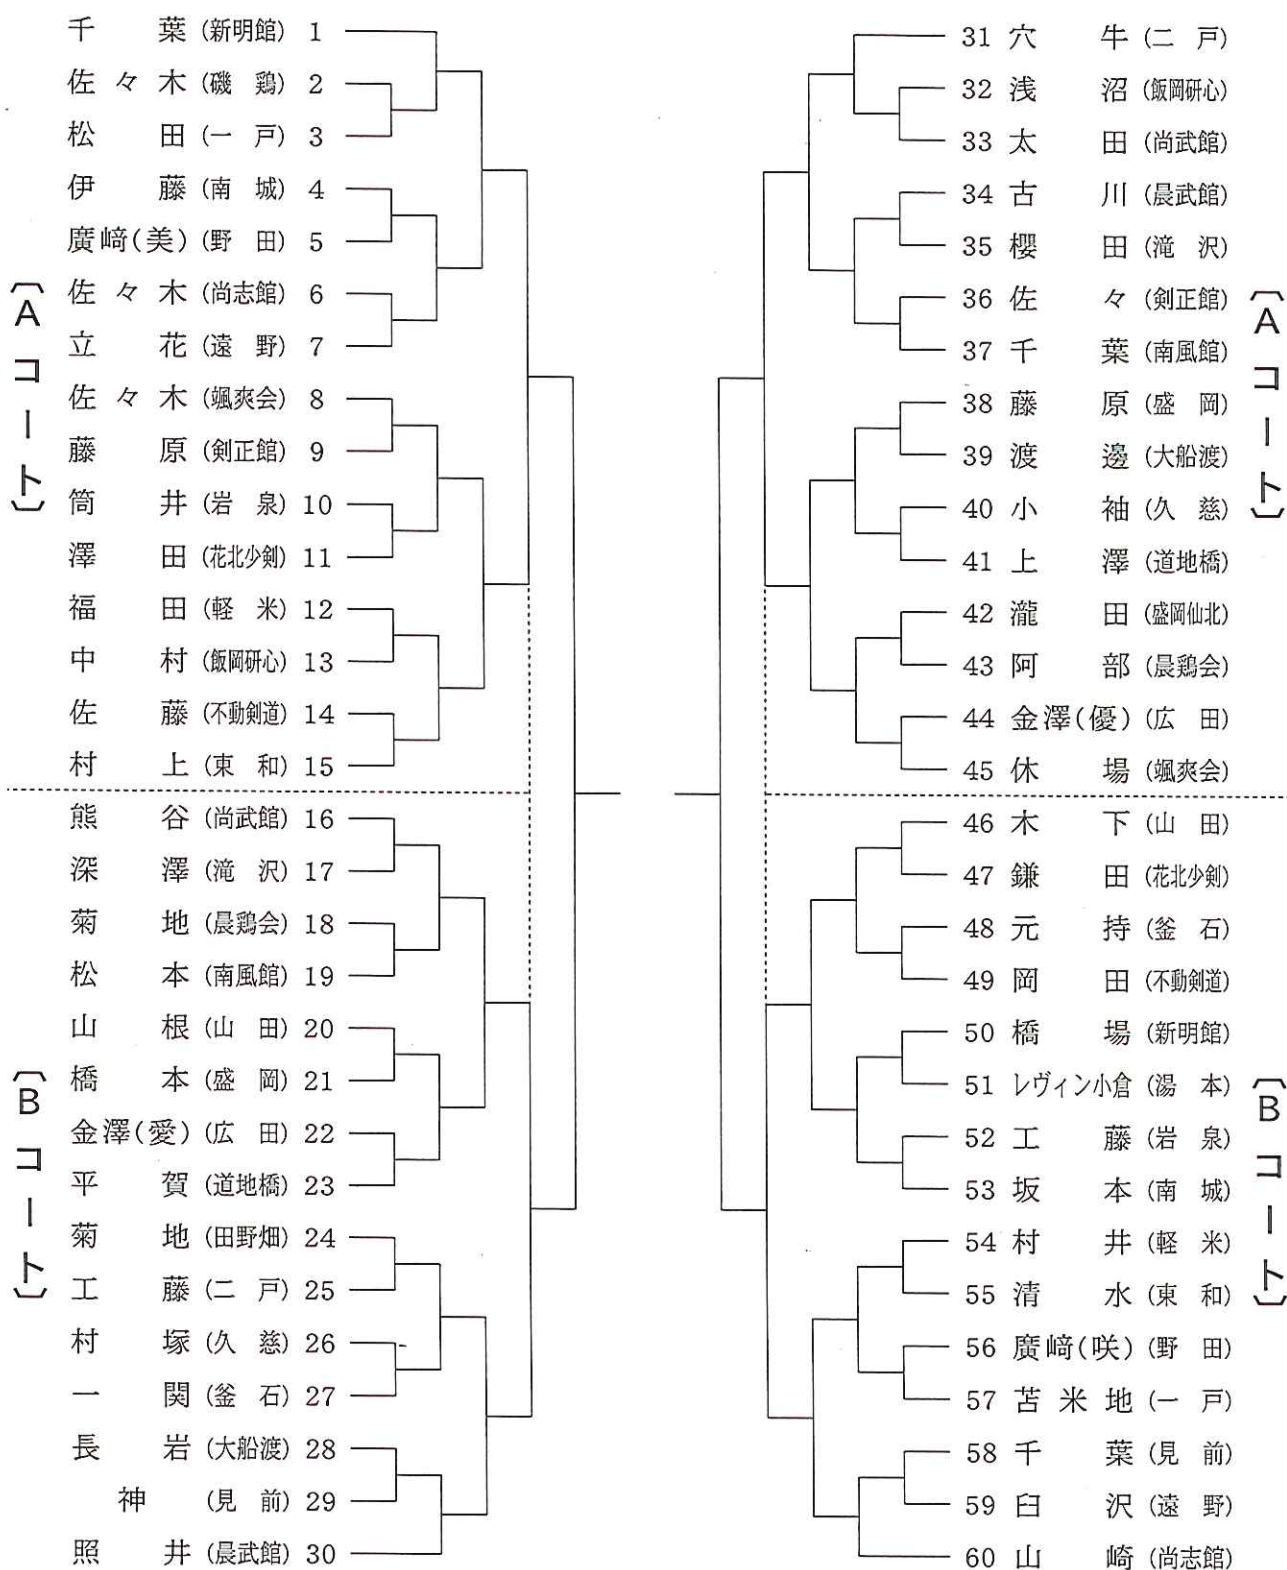 千葉（新明館）1
佐々木（磯鶏）2
松田（一戸）3
伊藤（南城）4
廣﨑(美)（野田）5
佐々木（尚志館）6
立花（遠野）7
佐々木（颯爽会）8
藤原（剣正館）9
筒井（岩泉）10
澤田（花北少剣）11
福田（軽米）12
中村（飯岡研心）13
佐藤（不動剣道）14
村上（東和）15
〔Aコート〕
熊谷（尚武館）16
深澤（滝沢）17
菊地（晨鶏会）18
松本（南風館）19
山根（山田）20
橋本（盛岡）21
金澤(愛)（広田）22
平賀（道地橋）23
菊地（田野畑）24
工藤（二戸）25
村塚（久慈）26
一関（釜石）27
長岩（大船渡）28
神（見前）29
照井（晨武館）30
〔Bコート〕
31 穴牛（二戸）
32 浅沼（飯岡研心）
33 太田（尚武館）
34 古川（晨武館）
35 櫻田（滝沢）
36 佐々（剣正館）
37 千葉（南風館）
38 藤原（盛岡）
39 渡邊（大船渡）
40 小袖（久慈）
41 上澤（道地橋）
42 瀧田（盛岡仙北）
43 阿部（晨鶏会）
44 金澤(優)（広田）
45 休場（颯爽会）
〔Aコート〕
46 木下（山田）
47 鎌田（花北少剣）
48 元持（釜石）
49 岡田（不動剣道）
50 橋場（新明館）
51 レヴィン小倉（湯本）
52 工藤（岩泉）
53 坂本（南城）
54 村井（軽米）
55 清水（東和）
56 廣﨑(咲)（野田）
57 苫米地（一戸）
58 千葉（見前）
59 臼沢（遠野）
60 山崎（尚志館）
〔Bコート〕